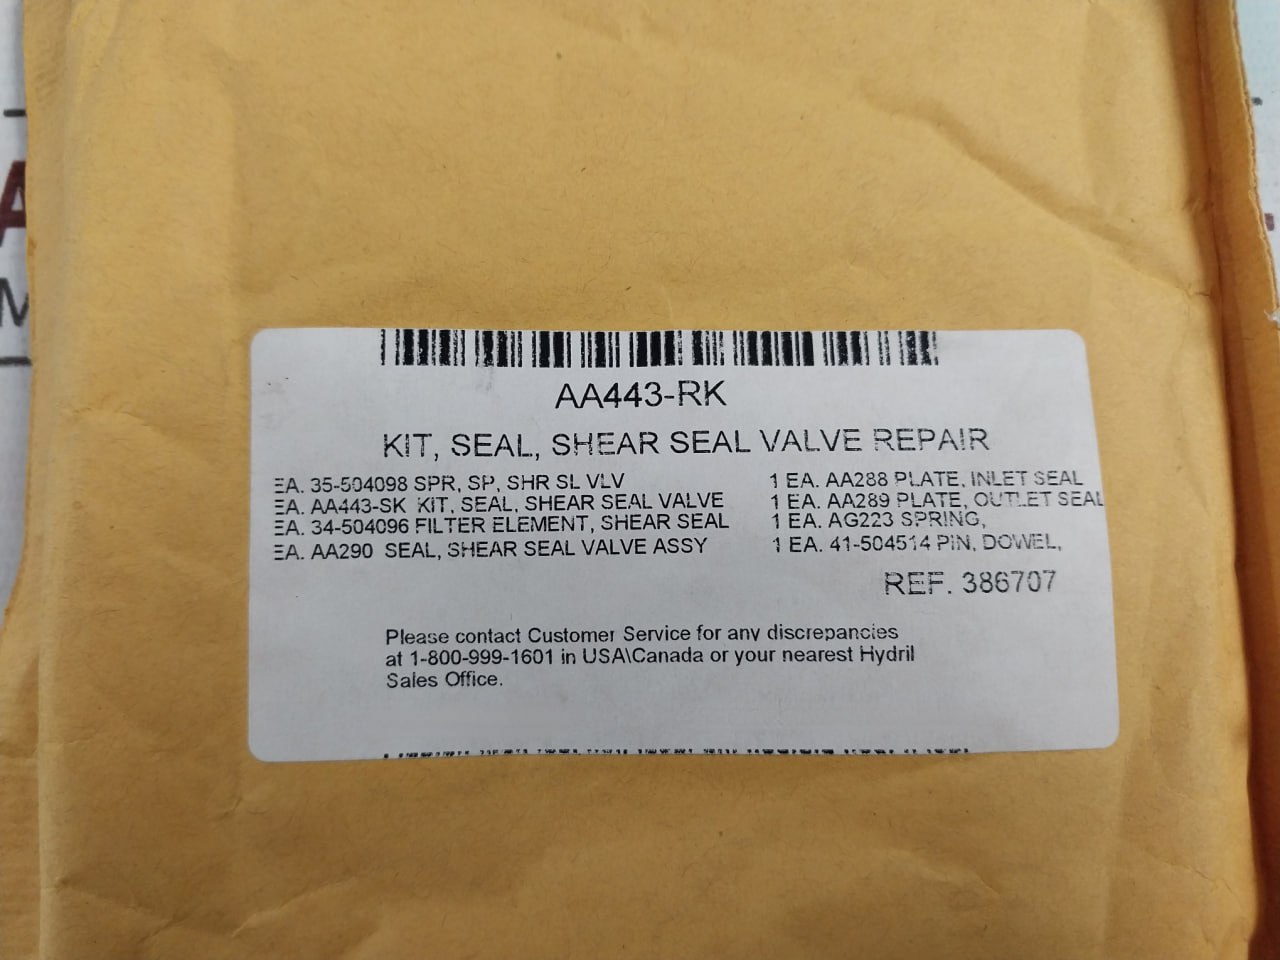 AA443-RK
KIT, SEAL, SHEAR SEAL VALVE REPAIR
EA. 35-504098 SPR, SP, SHR SL VLV
1 EA. AA288 PLATE, INLET SEAL
EA. AA443-SK KIT, SEAL, SHEAR SEAL VALVE
1 EA. AA289 PLATE, OUTLET SEAL
EA. 34-504096 FILTER ELEMENT, SHEAR SEAL
1 EA. AG223 SPRING,
EA. AA290 SEAL, SHEAR SEAL VALVE ASSY
1 EA. 41-504514 PIN, DOWEL,
REF. 386707
Please contact Customer Service for any discrepancies
at 1-800-999-1601 in USA\Canada or your nearest Hydril
Sales Office.